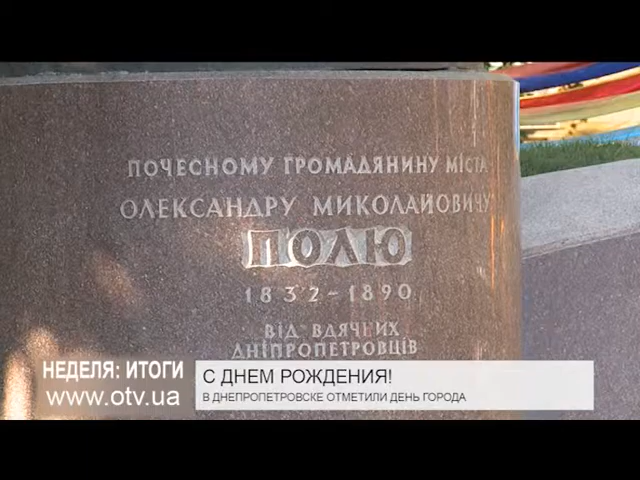 ПОЧЕСНОМУ ГРОМАДЯНИНУ МІСТА
ОЛЕКСАНДРУ МИКОЛАЙОВИЧУ
ПОЛЮ
1832-1890
ВІД ВДЯЧНИХ
ДНІПРОПЕТРОВЦІВ
НЕДЕЛЯ: ИТОГИ
www.otv.ua
С ДНЕМ РОЖДЕНИЯ!
В ДНЕПРОПЕТРОВСКЕ ОТМЕТИЛИ ДЕНЬ ГОРОДА